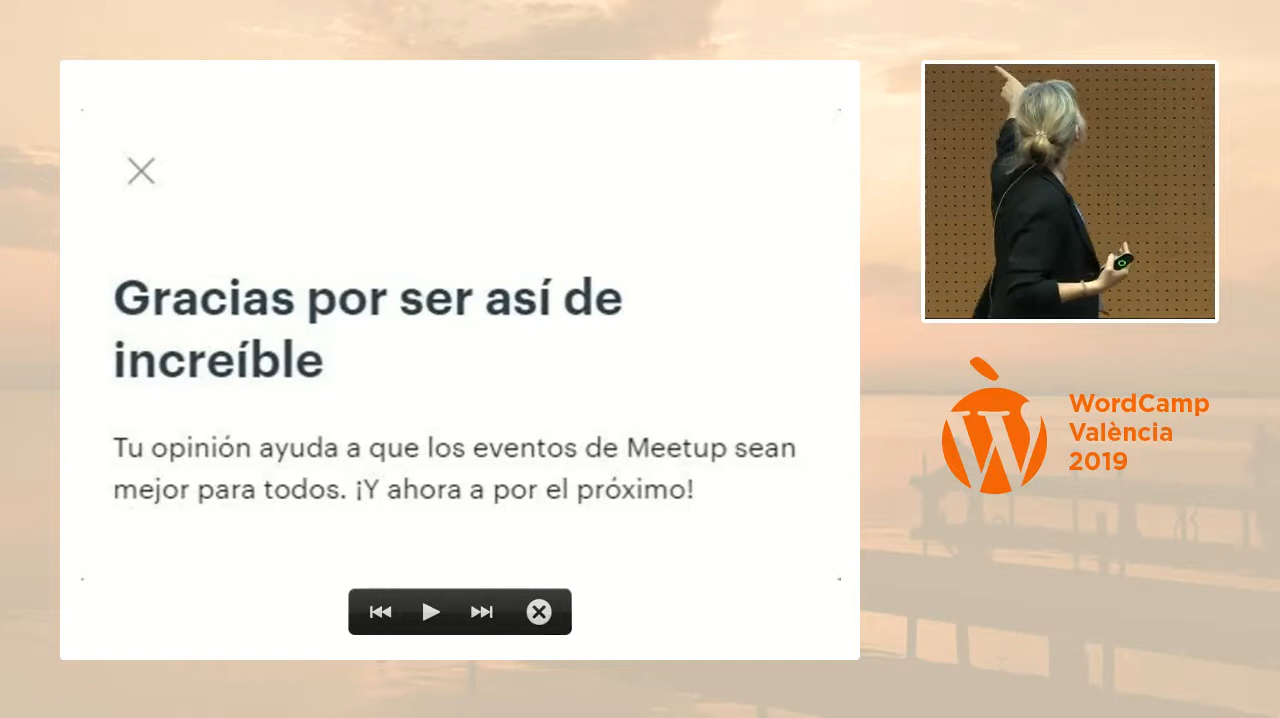 Gracias por ser así de
increíble
Tu opinión ayuda a que los eventos de Meetup sean
mejor para todos. ¡Y ahora a por el próximo!
WordCamp
València
2019